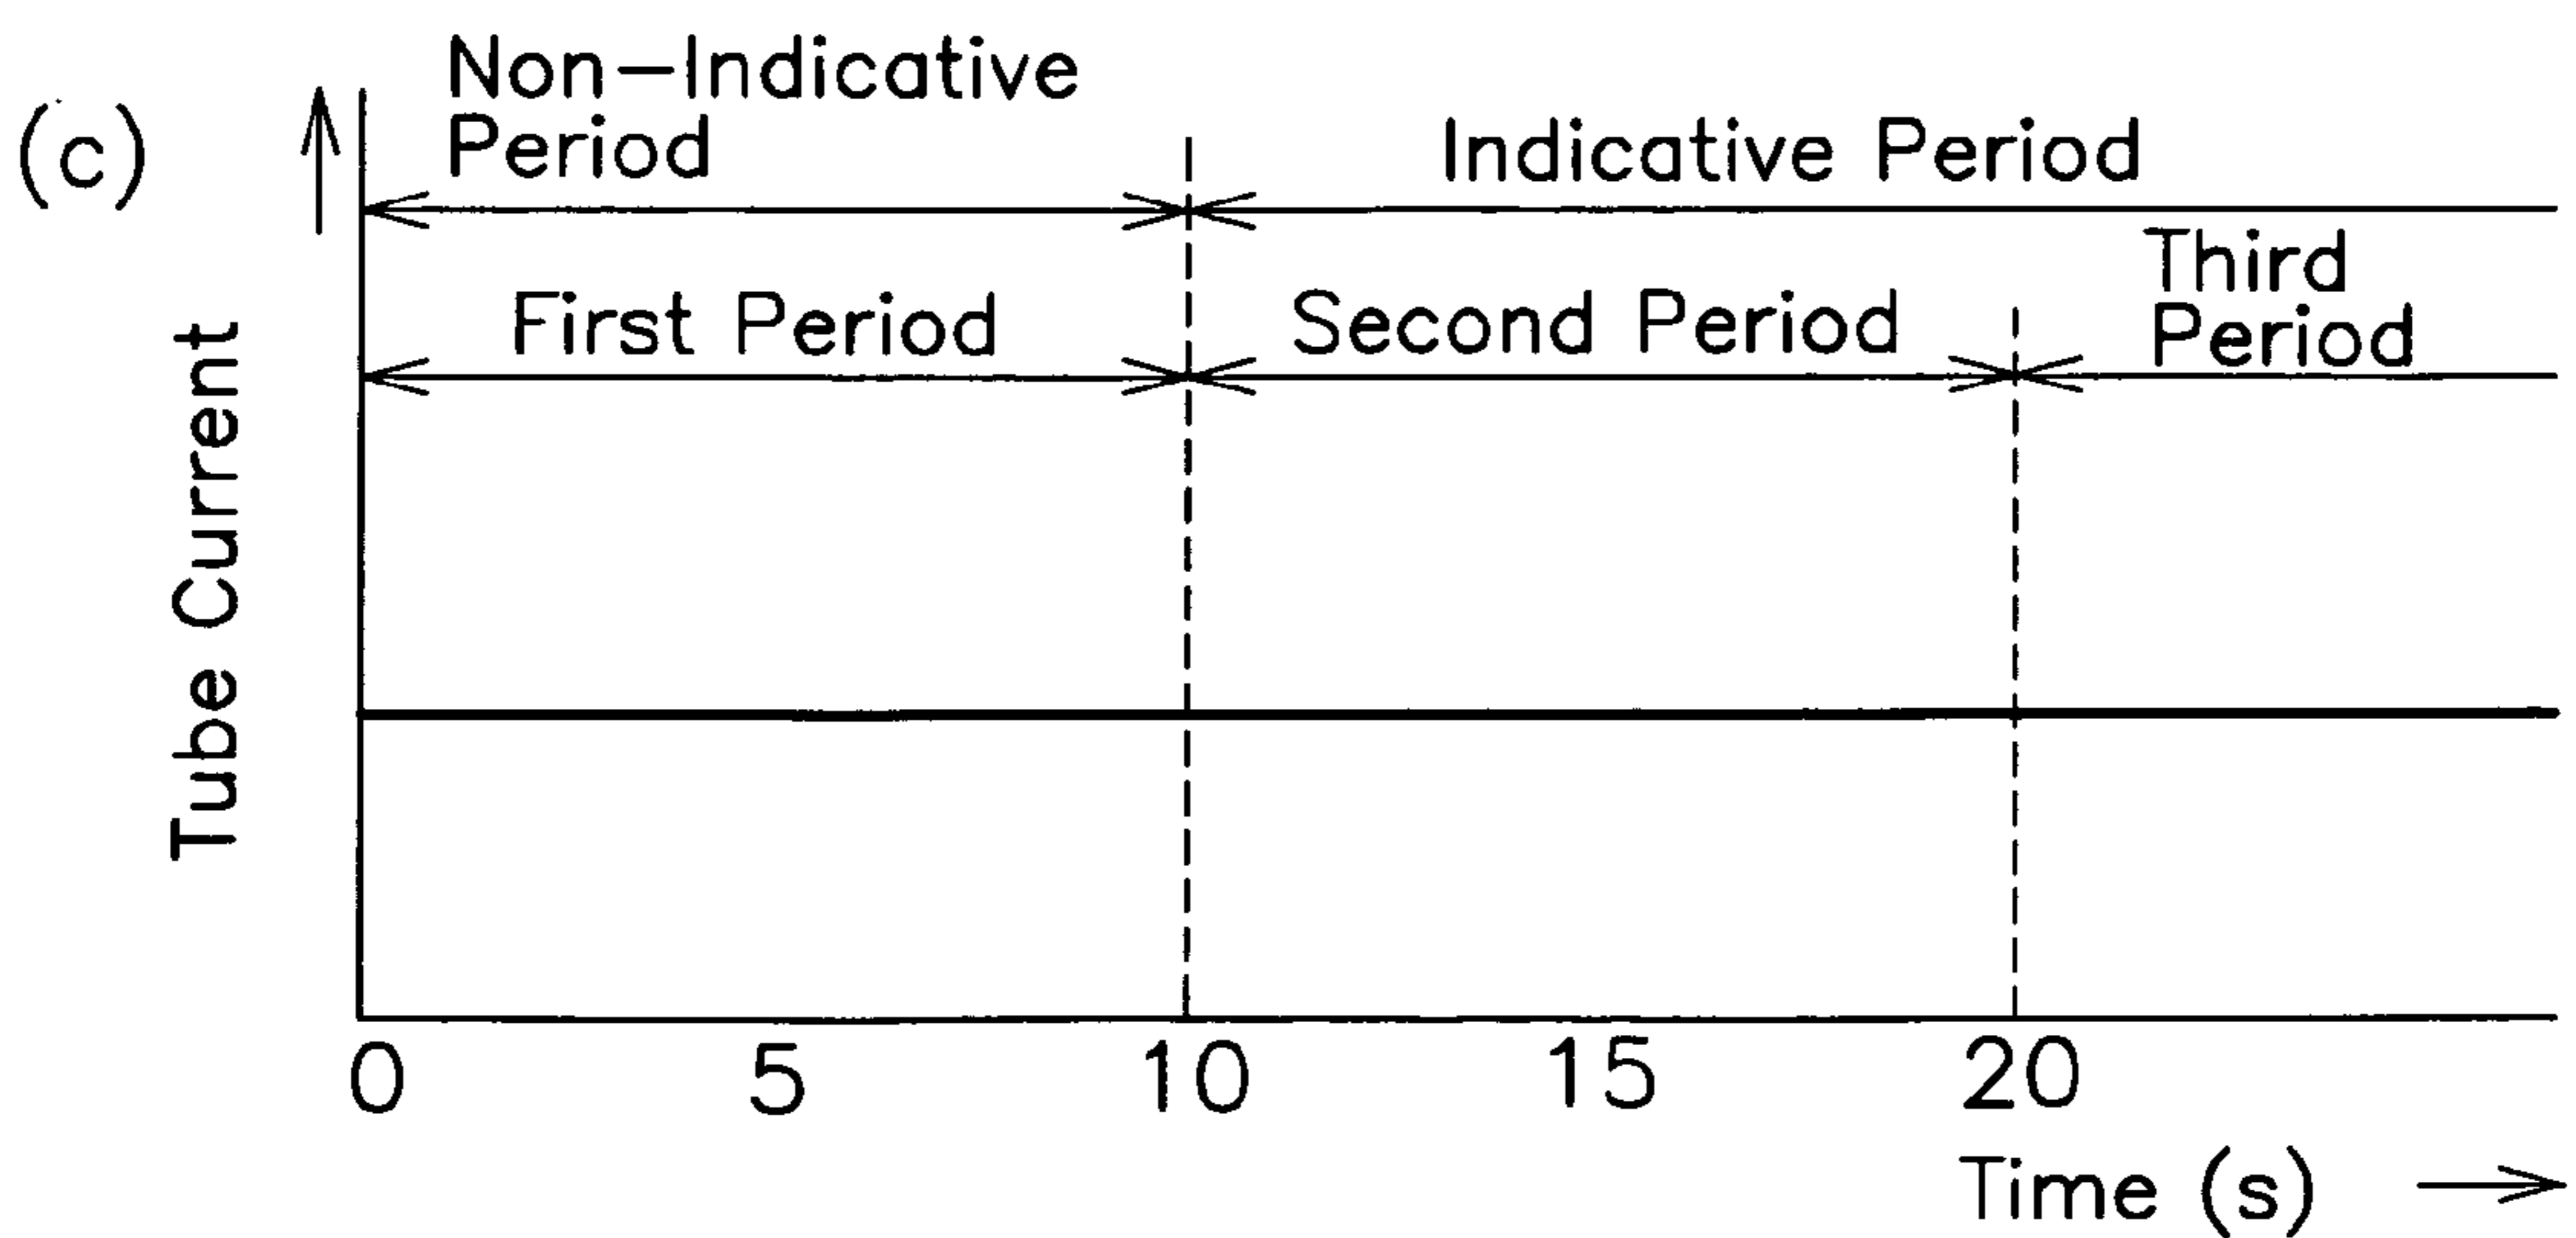 (c)
Non-Indicative
Period
Indicative Period
First Period
Second Period
Third
Period
Tube Current
0 5 10 15 20
Time (s)